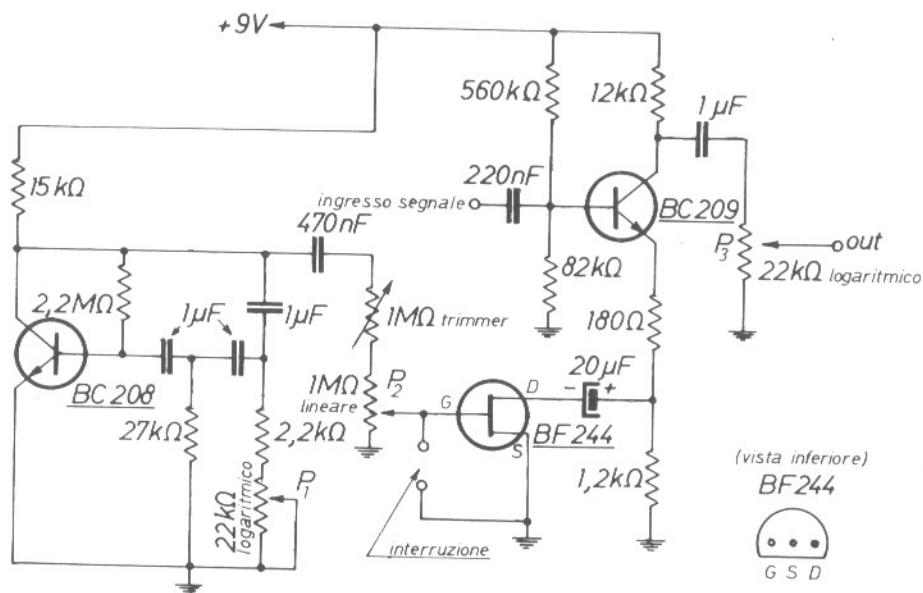 +9V
560kΩ
12kΩ
1µF
15kΩ
220nF
ingresso segnale
BC209
470nF
P3
out
82kΩ
22kΩ logaritmico
2,2MΩ
1µF
1µF
1MΩ trimmer
180Ω
20µF
BC208
1MΩ
lineare
P2
G
D
- +
S
BF244
27kΩ
2,2kΩ
1,2kΩ
(vista inferiore)
BF244
22kΩ
logaritmico
P1
interruzione
G S D